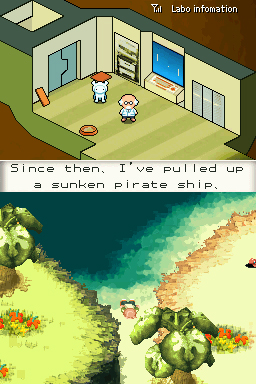 Labo infomation
Since then, I've pulled up
a sunken pirate ship,